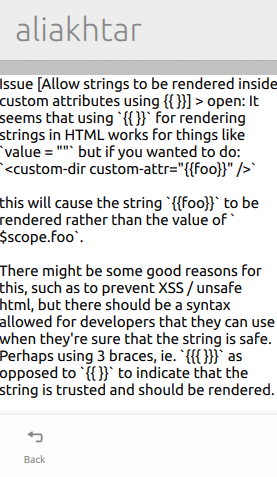 aliakhtar
Issue [Allow strings to be rendered inside
custom attributes using {{ }}] > open: It
seems that using `{{ }}` for rendering
strings in HTML works for things like
`value = ""` but if you wanted to do:
`<custom-dir custom-attr="{{foo}}" />`
this will cause the string `{{foo}}` to be
rendered rather than the value of `
$scope.foo`.
There might be some good reasons for
this, such as to prevent XSS / unsafe
html, but there should be a syntax
allowed for developers that they can use
when they're sure that the string is safe.
Perhaps using 3 braces, ie. `{{{ }}}` as
opposed to `{{ }}` to indicate that the
string is trusted and should be rendered.
Back